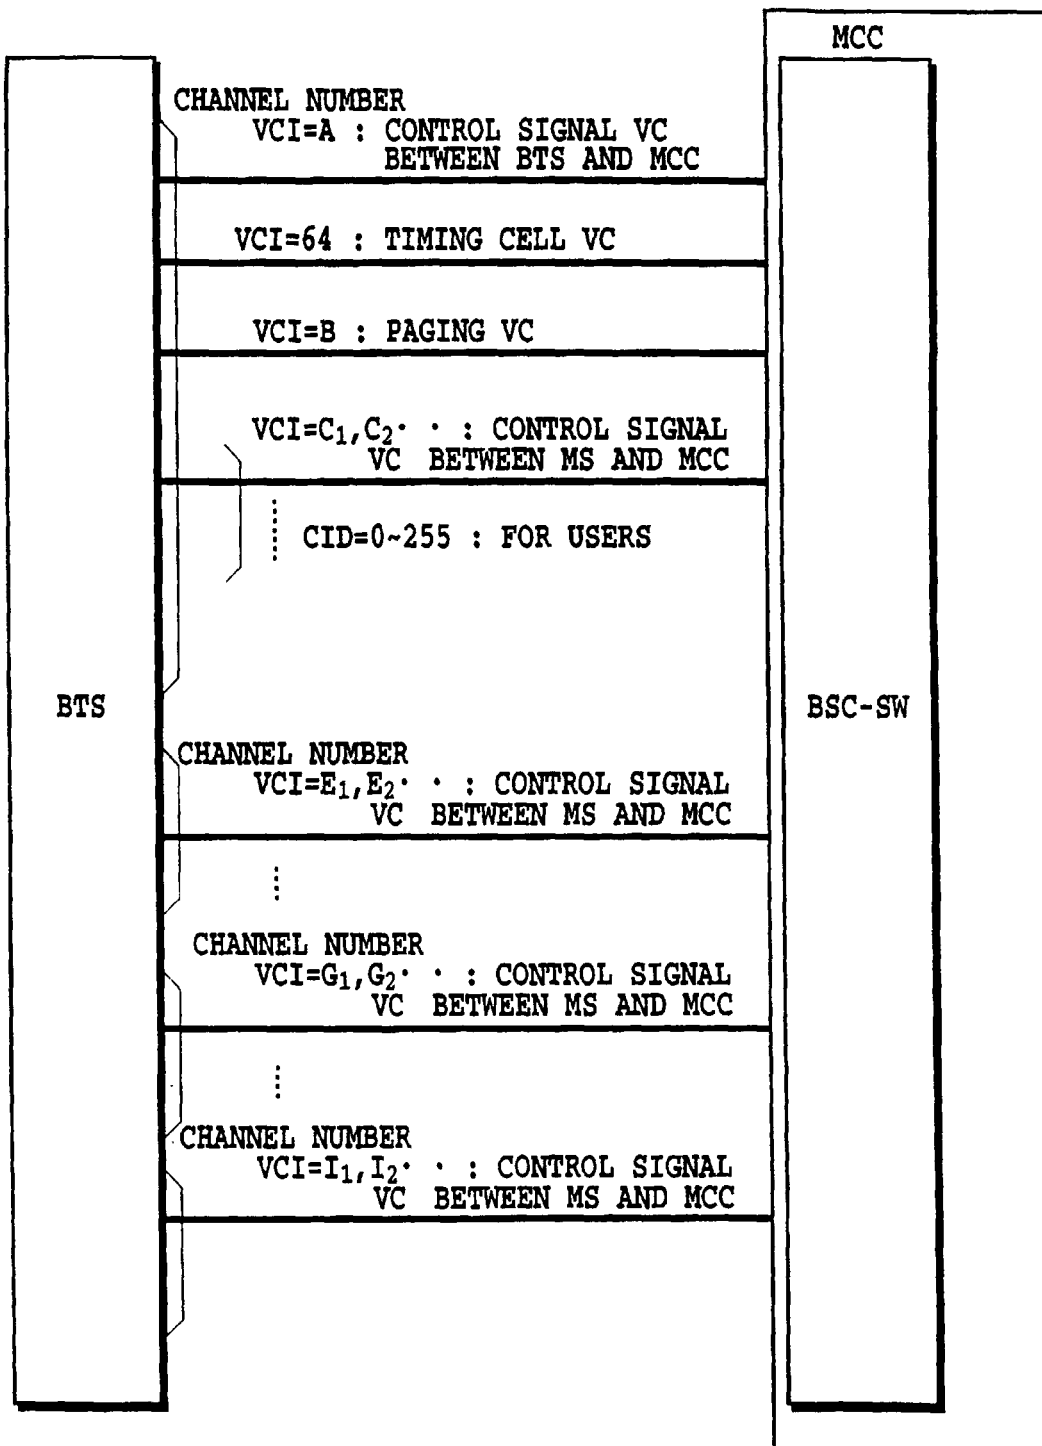 MCC
CHANNEL NUMBER
VCI=A : CONTROL SIGNAL VC
BETWEEN BTS AND MCC
VCI=64 : TIMING CELL VC
VCI=B : PAGING VC
VCI=C₁,C₂· · : CONTROL SIGNAL
VC BETWEEN MS AND MCC
CID=0~255 : FOR USERS
BTS
BSC-SW
CHANNEL NUMBER
VCI=E₁,E₂· · : CONTROL SIGNAL
VC BETWEEN MS AND MCC
CHANNEL NUMBER
VCI=G₁,G₂· · : CONTROL SIGNAL
VC BETWEEN MS AND MCC
CHANNEL NUMBER
VCI=I₁,I₂· · : CONTROL SIGNAL
VC BETWEEN MS AND MCC